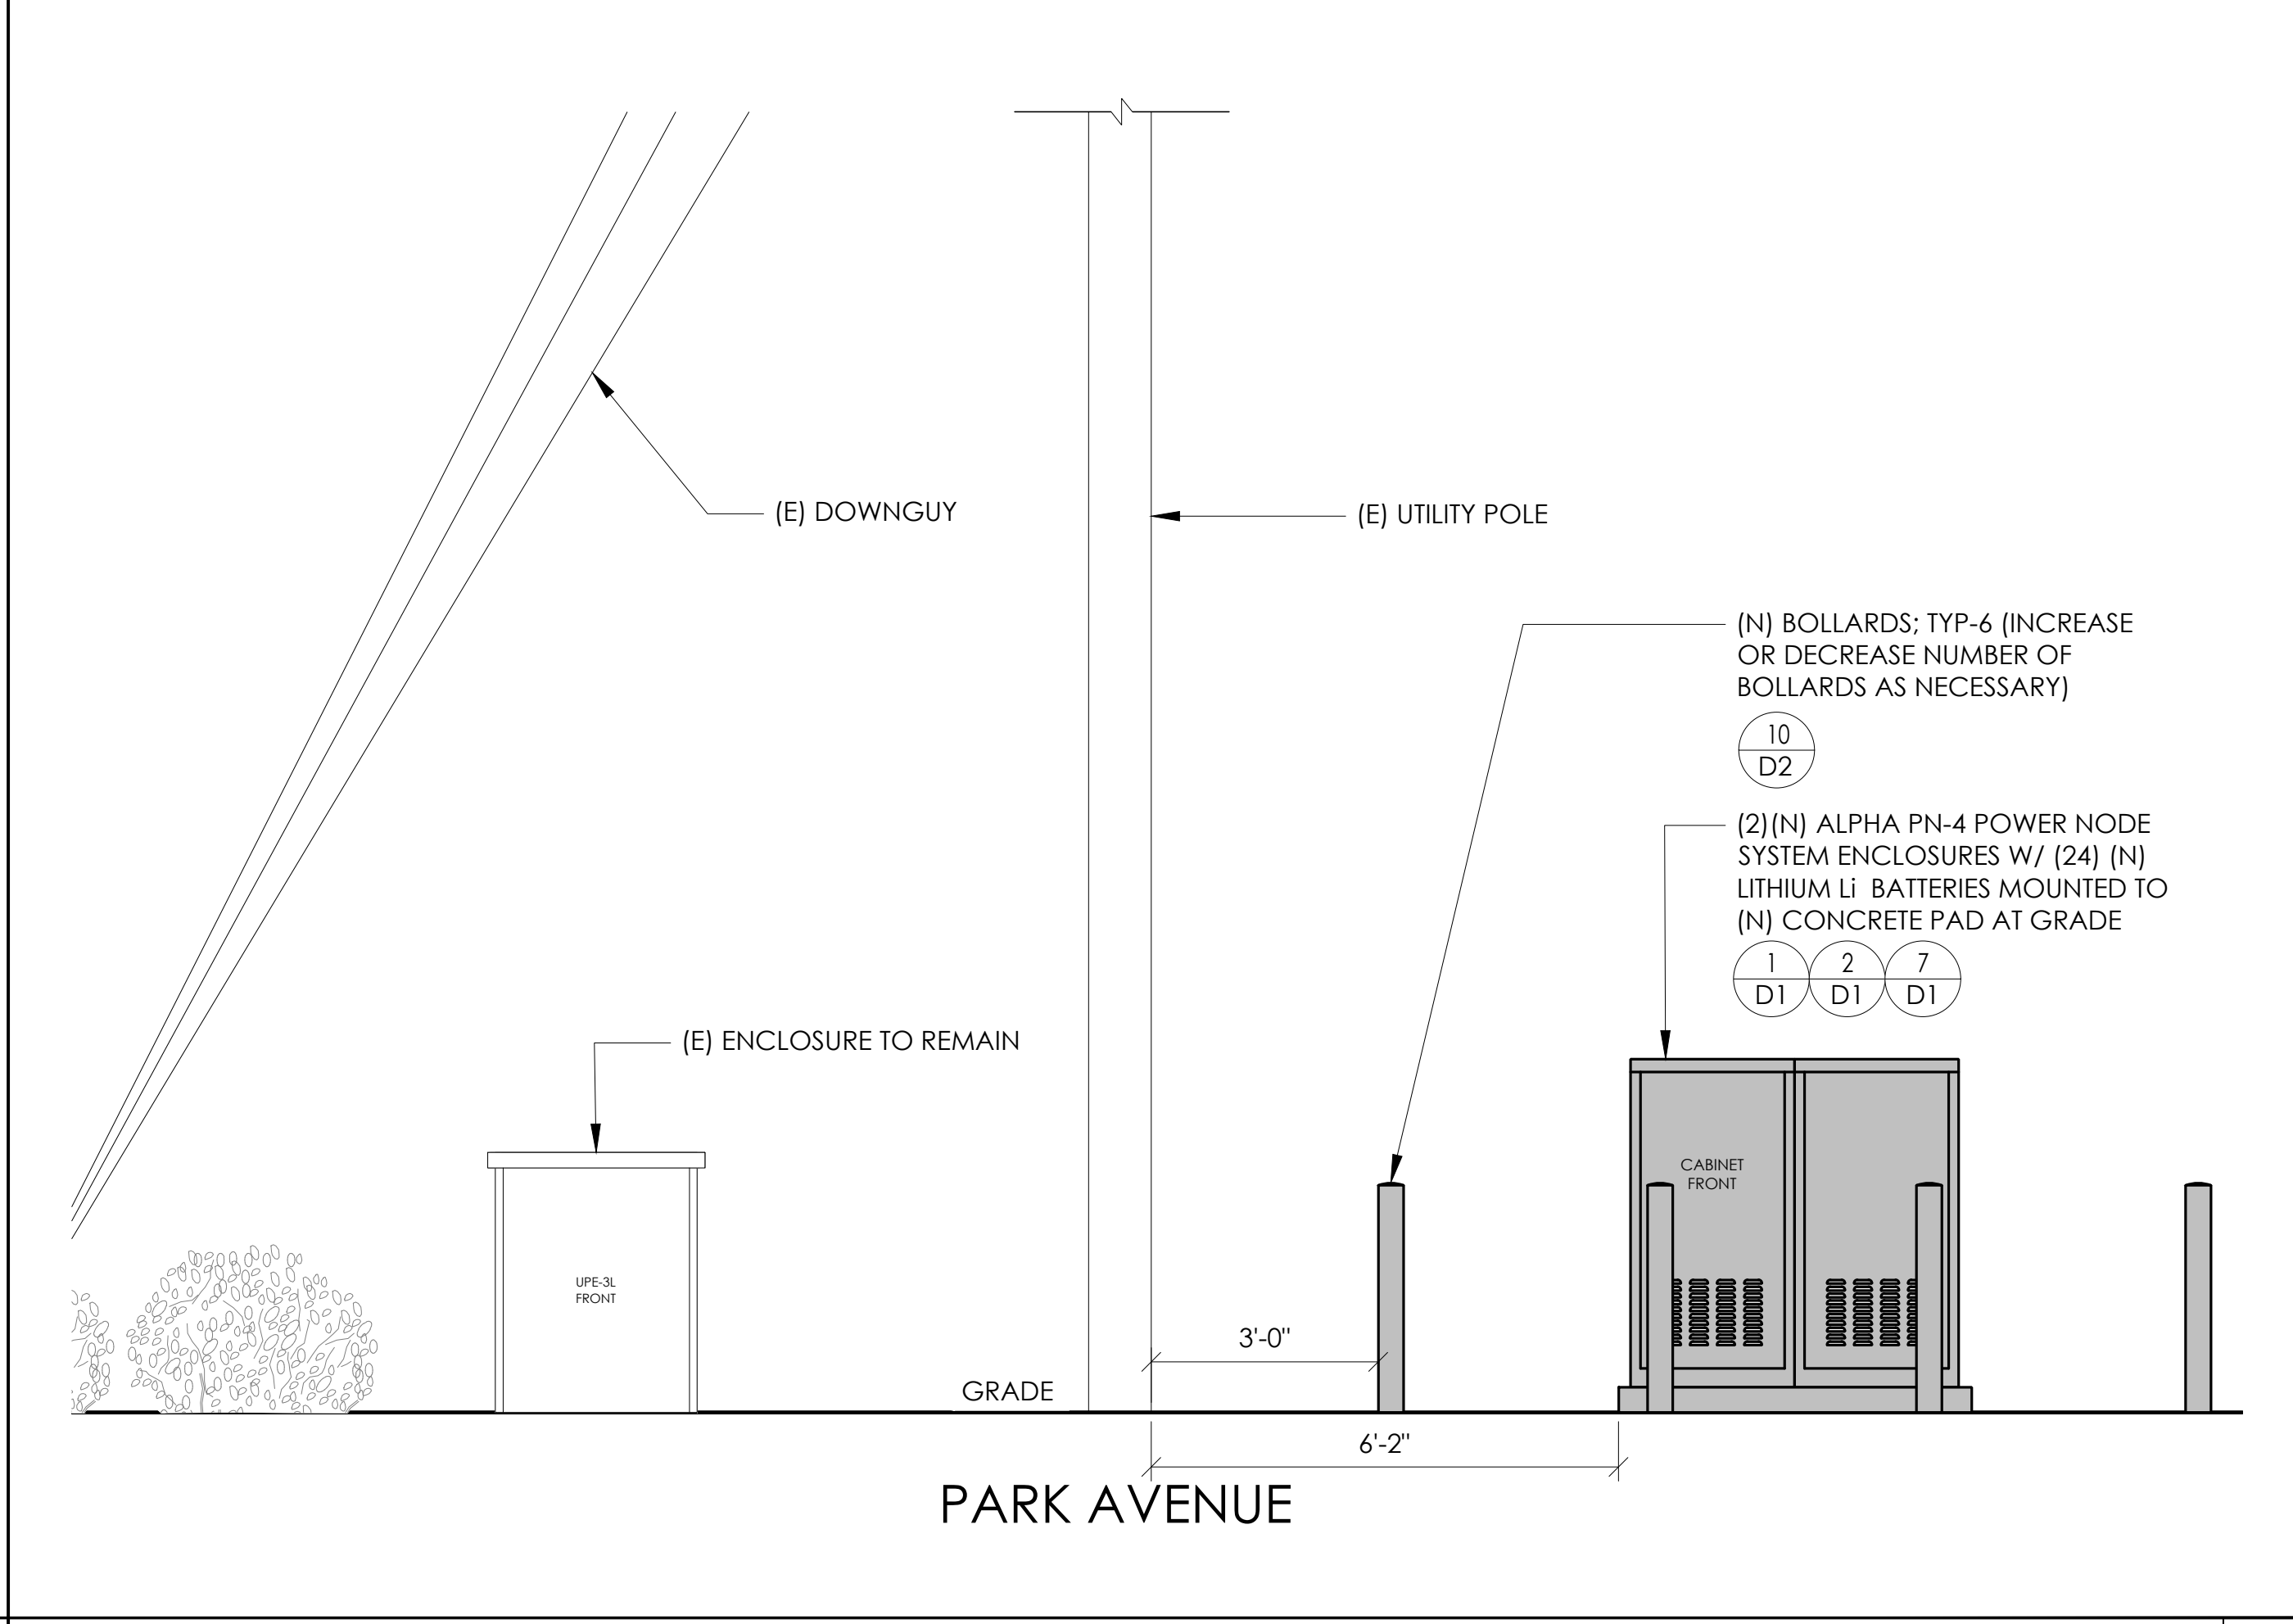 (E) DOWNGUY
(E) UTILITY POLE
(N) BOLLARDS; TYP-6 (INCREASE
OR DECREASE NUMBER OF
BOLLARDS AS NECESSARY)
10
D2
(2)(N) ALPHA PN-4 POWER NODE
SYSTEM ENCLOSURES W/ (24) (N)
LITHIUM Li BATTERIES MOUNTED TO
(N) CONCRETE PAD AT GRADE
1 2 7
D1 D1 D1
(E) ENCLOSURE TO REMAIN
CABINET
FRONT
UPE-3L
FRONT
3'-0"
GRADE
6'-2"
PARK AVENUE